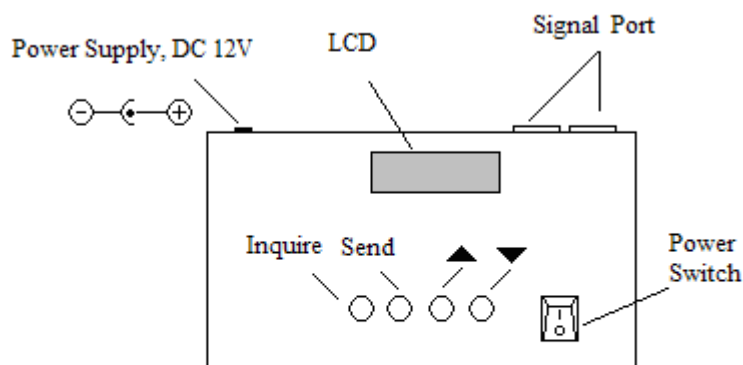 Signal Port
Power Supply, DC 12V
LCD
Inquire
Send
Power
Switch